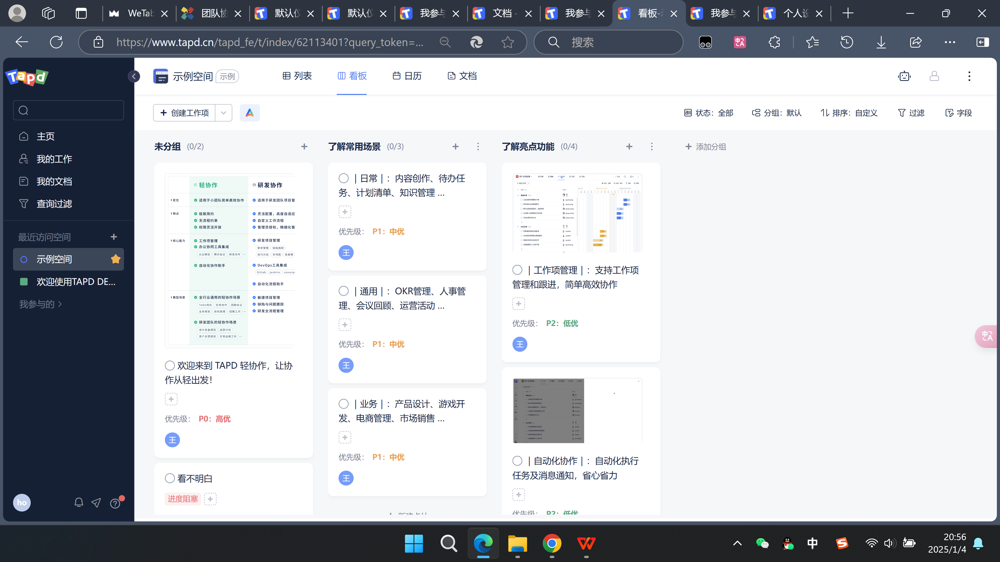 WeTab
团队协
默认仪
默认仪
我参与
文档 -
我参与
看板-
我参与
个人设
https://www.tapd.cn/tapd_fe/t/index/62113401?query_token=...
搜索
Tapd
示例空间
示例
列表
看板
日历
文档
创建工作项
状态：全部
分组：默认
排序：自定义
过滤
字段
主页
我的工作
我的文档
查询过滤
最近访问空间
示例空间
欢迎使用TAPD DE...
我参与的
ho
未分组 (0/2)
轻协作
研发协作
定位
适用于小团队简单高效协作
适用于研发团队项目管
特点
极致简约
灵活配置，高度自适应
无流程约束
自定义工作流程
权限灵活开放
管理员授权，精细化管
核心能力
工作项管理
研发项目管理
办公协同工具集成
需求管理 缺陷跟踪
企业微信 腾讯会议 研发协作 ...
迭代计划 甘特图 故事墙
自动化协作助手
DevOps工具集成
Gitlab jenkins sonarq
自动化流程助手
典型场景
全行业通用的轻协作场景
敏捷项目管理
ToDo待办 任务协作 回顾会议
缺陷与问题跟踪
业务规划 商机管理 招聘工作 ...
研发全流程管理
研发团队的轻协作场景
设计走查跟踪 运营计划
用户反馈跟踪 日常运维工作 ...
欢迎来到 TAPD 轻协作，让协
作从轻出发！
优先级： P0：高优
王
看不明白
进度阻塞
了解常用场景 (0/3)
｜日常｜：内容创作、待办任
务、计划清单、知识管理 ...
优先级： P1：中优
王
｜通用｜：OKR管理、人事管
理、会议回顾、运营活动 ...
优先级： P1：中优
王
｜业务｜：产品设计、游戏开
发、电商管理、市场销售 ...
优先级： P1：中优
王
了解亮点功能 (0/4)
｜工作项管理｜：支持工作项
管理和跟进，简单高效协作
优先级： P2：低优
王
｜自动化协作｜：自动化执行
任务及消息通知，省心省力
优先级： P2：低优
添加分组
中
20:56
2025/1/4